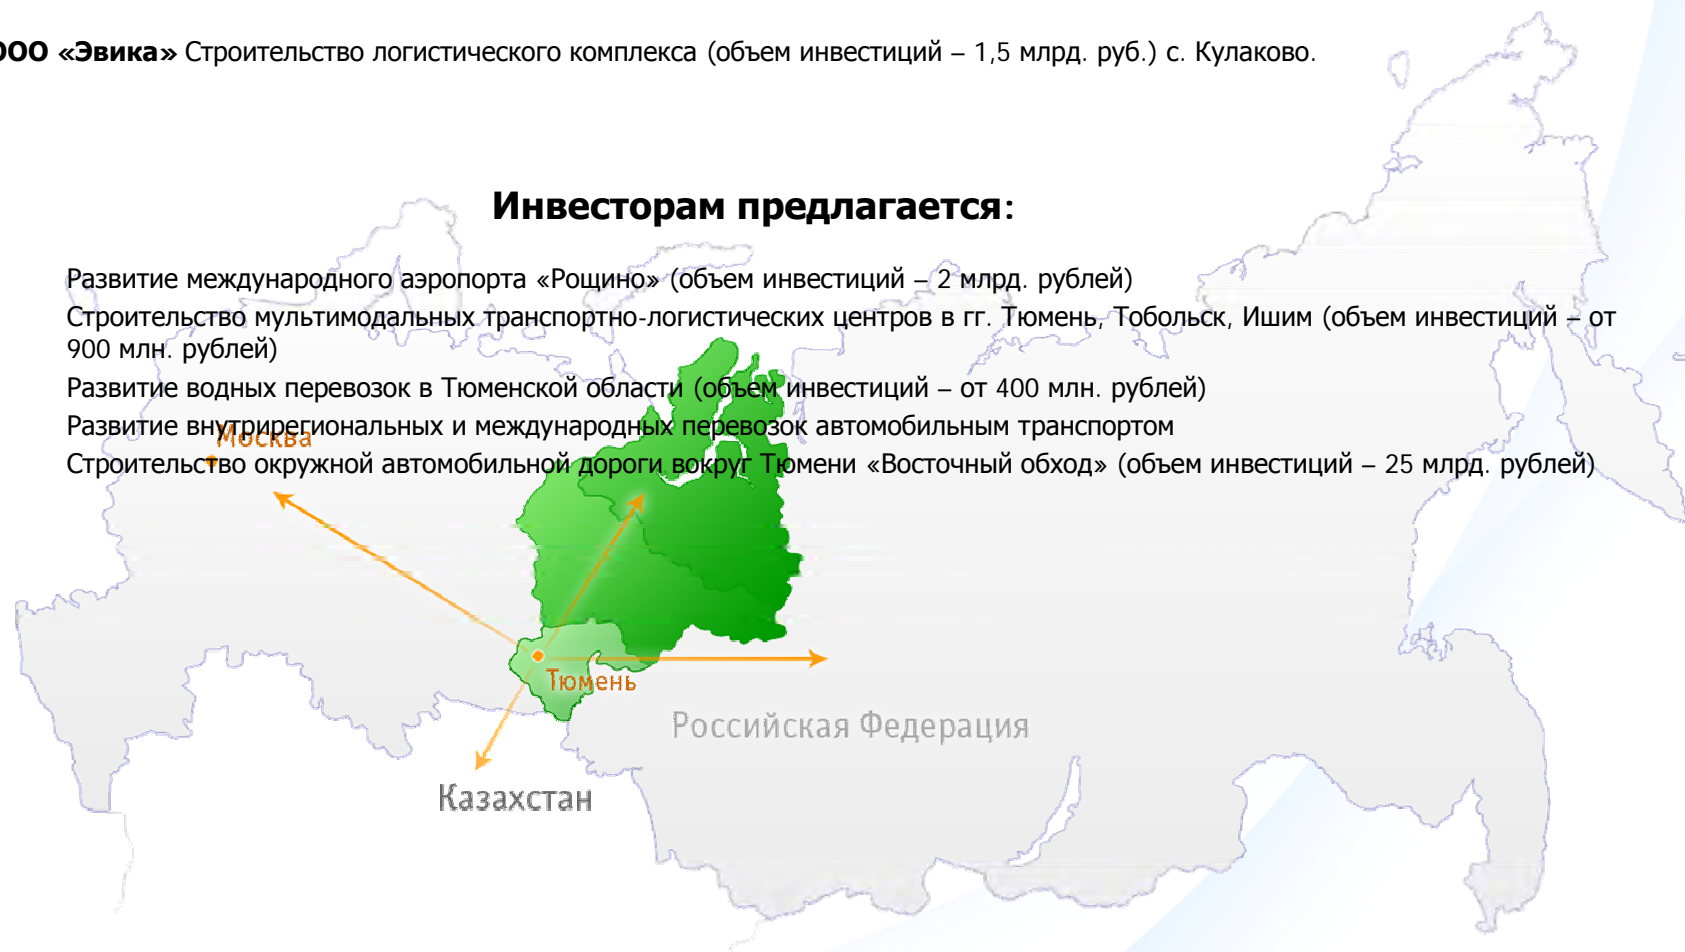 ООО «Эвика» Строительство логистического комплекса (объем инвестиций – 1,5 млрд. руб.) с. Кулаково.
Инвесторам предлагается:
Развитие международного аэропорта «Рощино» (объем инвестиций – 2 млрд. рублей)
Строительство мультимодальных транспортно-логистических центров в гг. Тюмень, Тобольск, Ишим (объем инвестиций – от
900 млн. рублей)
Развитие водных перевозок в Тюменской области (объем инвестиций – от 400 млн. рублей)
Развитие внутрирегиональных и международных перевозок автомобильным транспортом
Москва
Строительство окружной автомобильной дороги вокруг Тюмени «Восточный обход» (объем инвестиций – 25 млрд. рублей)
Тюмень
Российская Федерация
Казахстан